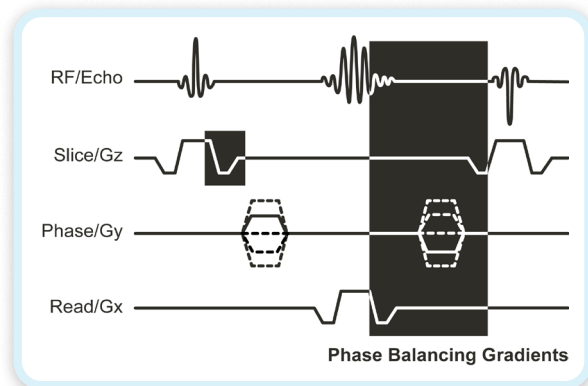 RF/Echo
Slice/Gz
Phase/Gy
Read/Gx
Phase Balancing Gradients